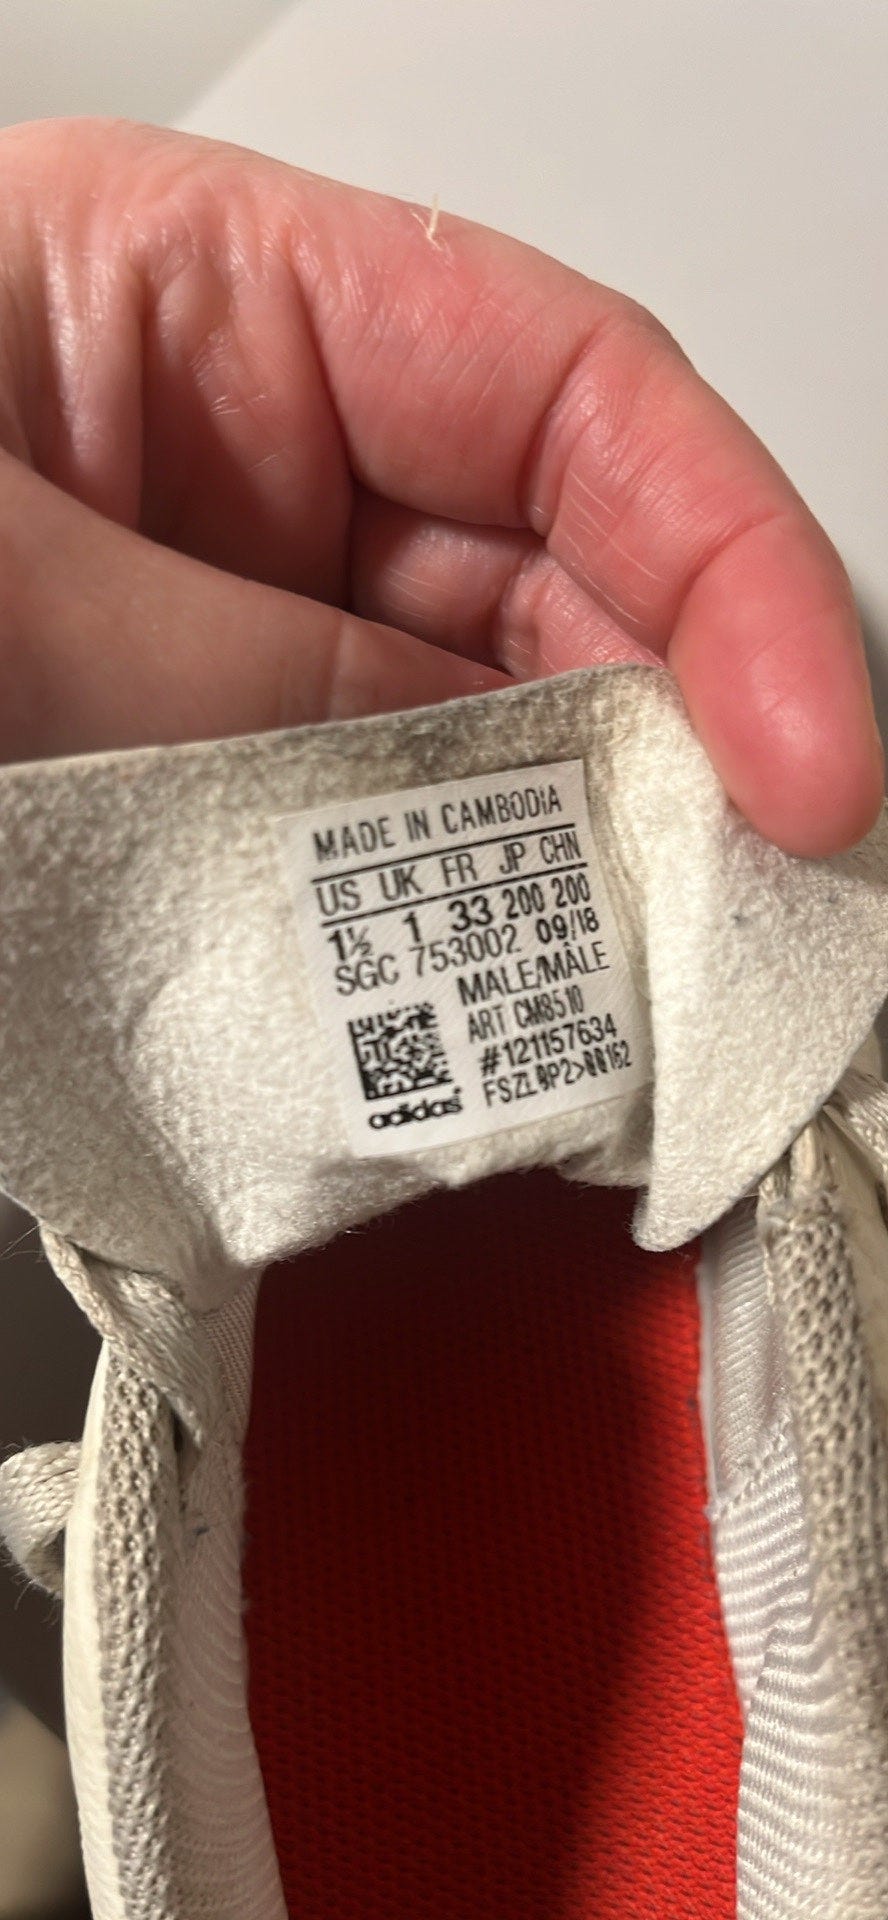 MADE IN CAMBODIA
US UK FR JP CHN
1½ 1 33 200 200
SGC 753002 09/18
MALE/MÂLE
ART CM8510
#121157634
adidas